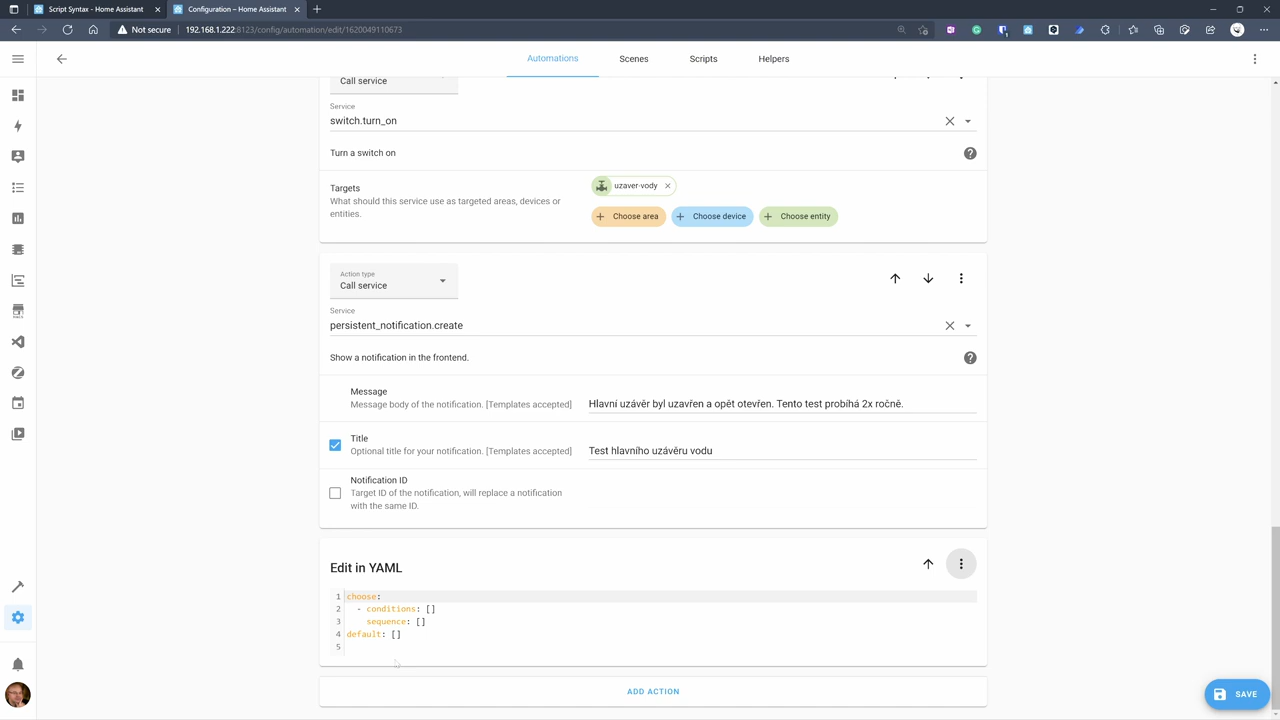 Script Syntax - Home Assistant
Configuration – Home Assistant
Not secure
192.168.1.222:8123/config/automation/edit/1620049110673
Automations
Scenes
Scripts
Helpers
Call service
Service
switch.turn_on
Turn a switch on
Targets
What should this service use as targeted areas, devices or
entities.
uzaver-vody
Choose area
Choose device
Choose entity
Action type
Call service
Service
persistent_notification.create
Show a notification in the frontend.
Message
Message body of the notification. [Templates accepted]
Hlavní uzávěr byl uzavřen a opět otevřen. Tento test probíhá 2x ročně.
Title
Optional title for your notification. [Templates accepted]
Test hlavního uzávěru vodu
Notification ID
Target ID of the notification, will replace a notification
with the same ID.
Edit in YAML
1 choose:
2 - conditions: []
3 sequence: []
4 default: []
5
ADD ACTION
SAVE